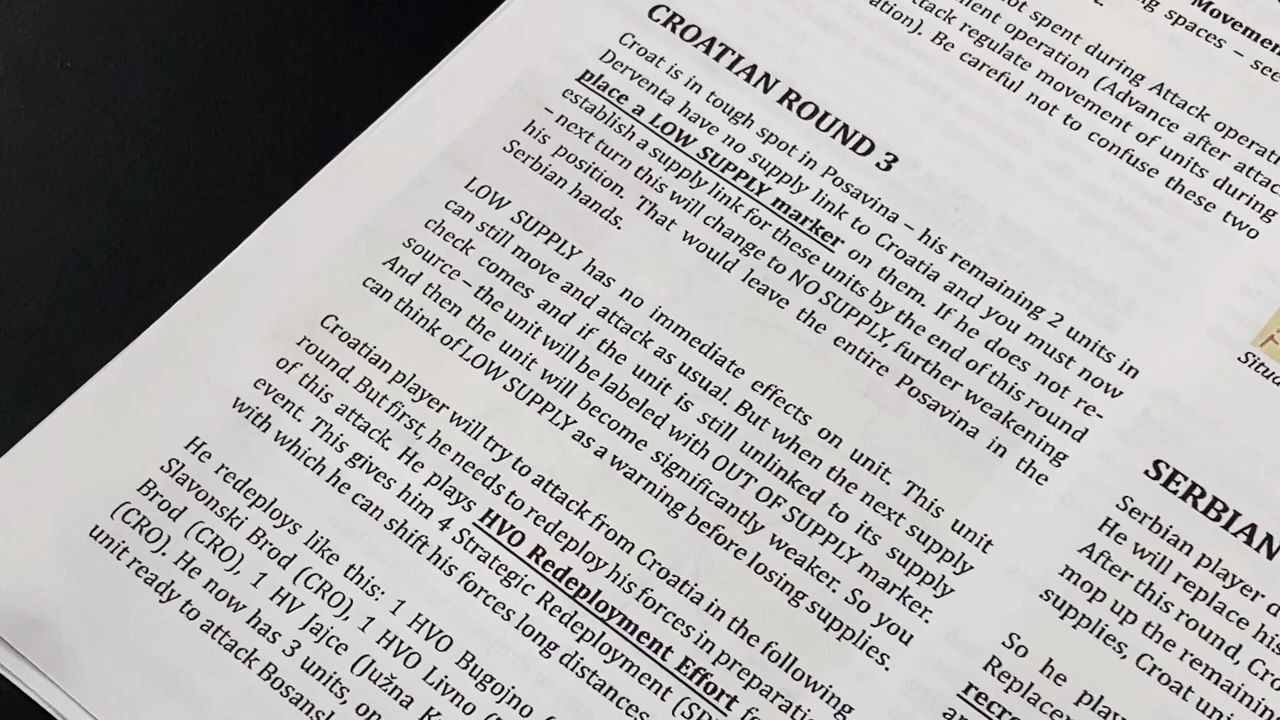 CROATIAN ROUND 3
Croat is in tough spot in Posavina – his remaining 2 units in
Derventa have no supply link to Croatia and you must now
place a LOW SUPPLY marker on them. If he does not re-
establish a supply link for these units by the end of this round
– next turn this will change to NO SUPPLY, further weakening
his position. That would leave the entire Posavina in the
Serbian hands.
LOW SUPPLY has no immediate effects on unit. This unit
can still move and attack as usual. But when the next supply
check comes and if the unit is still unlinked to its supply
source – the unit will be labeled with OUT OF SUPPLY marker.
And then the unit will become significantly weaker. So you
can think of LOW SUPPLY as a warning before losing supplies.
Croatian player will try to attack from Croatia in the following
round. But first, he needs to redeploy his forces in preparatio
of this attack. He plays HVO Redeployment Effort fo
event. This gives him 4 Strategic Redeployment
with which he can shift his forces long distances
He redeploys like this: 1 HVO Bugojno
Slavonski Brod (CRO), 1 HVO Livno
Brod (CRO), 1 HV Jajce (Južna
(CRO). He now has 3 units, on
unit ready to attack Bosans
ng spaces – see
Movemen
ot spent during Attack operati
ment operation (Advance after attac
ttack regulate movement of units during
ation). Be careful not to confuse these two
Situa
SERBIAN
Serbian player d
He will replace his
After this round, Cro
mop up the remainin
supplies, Croat uni
So he play
Replacem
recr